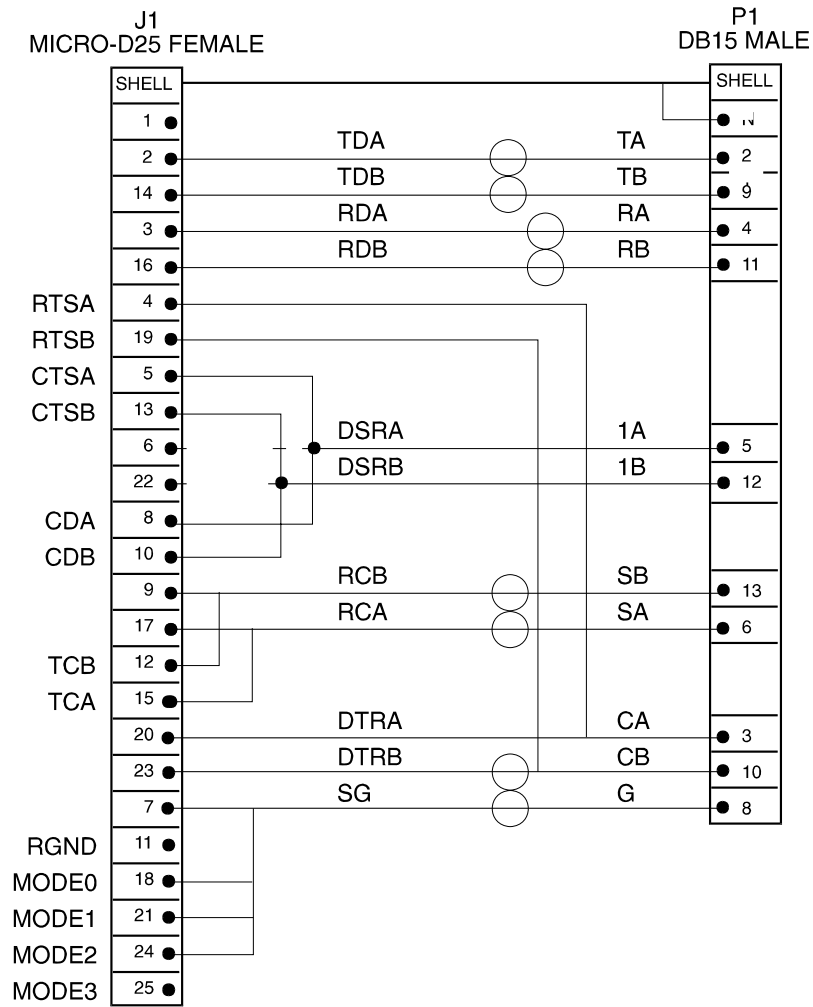 J1
MICRO-D25 FEMALE
P1
DB15 MALE
SHELL
SHELL
1
2 TDA TA 2
14 TDB TB 9
3 RDA RA 4
16 RDB RB 11
RTSA 4
RTSB 19
CTSA 5
CTSB 13
6 DSRA 1A 5
22 DSRB 1B 12
CDA 8
CDB 10
9 RCB SB 13
17 RCA SA 6
TCB 12
TCA 15
20 DTRA CA 3
23 DTRB CB 10
7 SG G 8
RGND 11
MODE0 18
MODE1 21
MODE2 24
MODE3 25